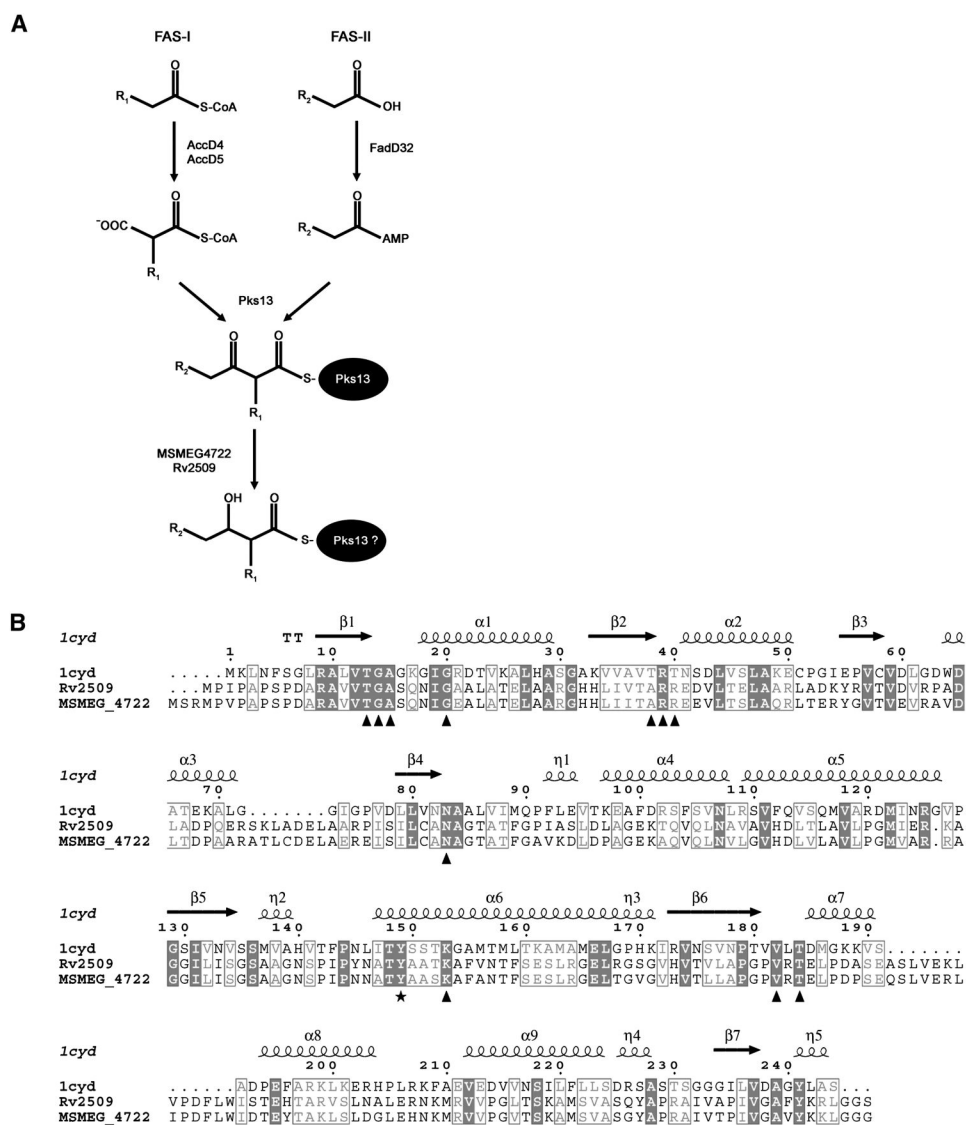 A
FAS-I
FAS-II
O
O
R1
S-CoA
R2
OH
AccD4
AccD5
FadD32
O
O
-OOC
S-CoA
R2
AMP
R1
Pks13
O
O
R2
S-
Pks13
R1
MSMEG4722
Rv2509
OH
O
R2
S-
Pks13 ?
R1
B
1cyd TT β1 α1 β2 α2 β3
1 10 20 30 40 50 60
1cyd .....MKLNFSGLRALVTGAGKGIGRDTVKALHASGAKVVAVTRTNSDLVSLAKECPGIEPVCVDLGDWD
Rv2509 ...MPIPAPSPDARAVVTGASQNIGEALATELAARGHHLIVTARREDVLTELAARLADKYRVTVDVRPAD
MSMEG_4722 MSRMPVPAPSPDARAVVTGASQNIGEALATELAARGHHLIITARREEVLTSLAQRLTERYGVTVEVRAVD
1cyd α3 β4 η1 α4 α5
70 80 90 100 110 120
1cyd ATEKALG......GIGPVDLLVNNAALVIMQPFLEVTKEAFDRSFSVNLRSVFQVSQMVARDMINRGVP
Rv2509 LADPQERSKLADELAARPISILCANAGTATFGPIASLDLAGEKTQVQLNAVAVHDLTLAVLPGMIER.KA
MSMEG_4722 LTDPAARATLCDELAEREISILCANAGTATFGAVKDLDPAGEKAQVQLNVLGVHDLVLAVLPGMVAR.RA
1cyd β5 η2 α6 η3 β6 α7
130 140 150 160 170 180 190
1cyd GSIVNVSSMVAHVTFPNLITYSSTKGAMTMLTKAMAMELGPHKIRVNSVNPTVVLTDMGKKVS.......
Rv2509 GGILISGSAAGNSPIPYNATYAATKAFVNTFSESLRGELRGSGVHVTVLAPGPVRTELPDASEASLVEKL
MSMEG_4722 GGILISGSAAGNSPIPNNATYAASKAFANTFSESLRGELTGVGVHVTLLAPGPVRTELPDPSEQSLVERL
1cyd α8 α9 η4 β7 η5
200 210 220 230 240
1cyd ......ADPEFARKLKERHPLRKFAEVEDVVNSILFLLSDRSASTSGGGILVDAGYLAS...
Rv2509 VPDFLWISTEHTARVSLNALERNKMRVVPGLTSKAMSVASQYAPRAIVAPIVGAFYKRLGGS
MSMEG_4722 IPDFLWIDTEYTAKLSLDGLEHNKMRVVPGLTSKAMSVASGYAPRAIVTPIVGAVYKKLGGG